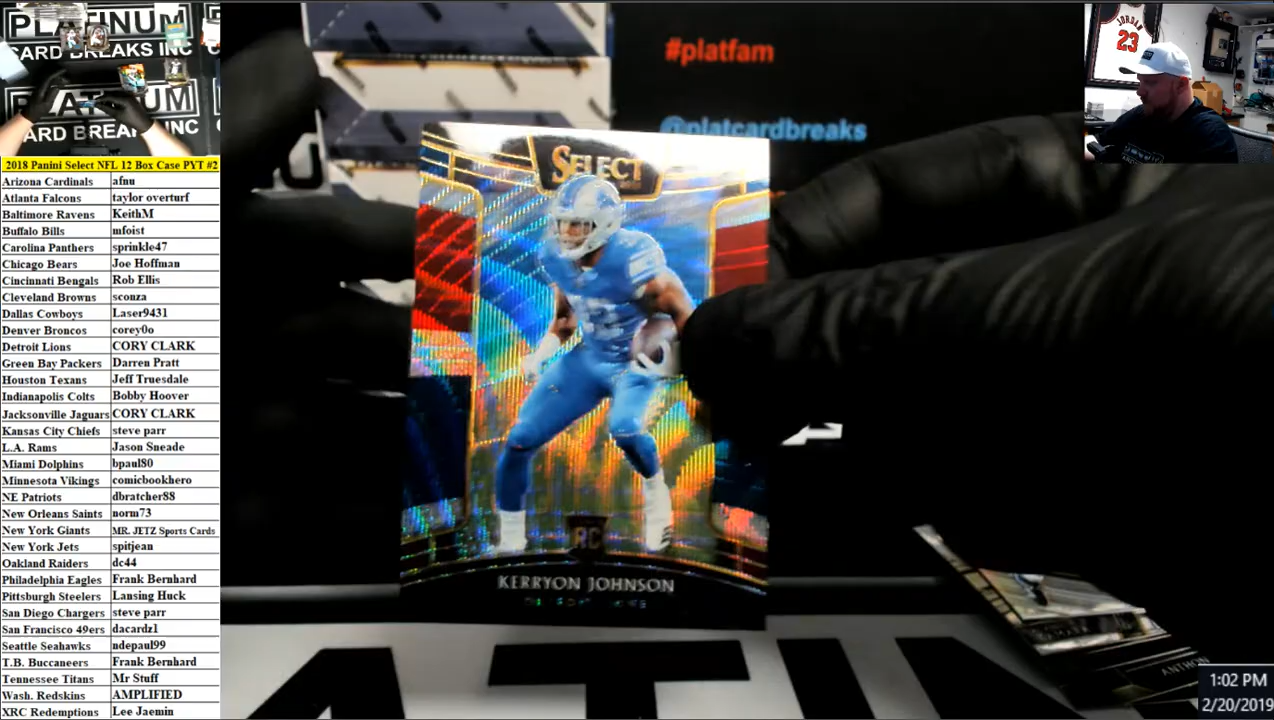 PLATINUM
CARD BREAKS INC
PLATINUM
CARD BREAKS INC
#platfam
@platcardbreaks
JORDAN
23
2018 Panini Select NFL 12 Box Case PYT #2
Arizona Cardinals afnu
Atlanta Falcons taylor overturf
Baltimore Ravens KeithM
Buffalo Bills mfoist
Carolina Panthers sprinkle47
Chicago Bears Joe Hoffman
Cincinnati Bengals Rob Ellis
Cleveland Browns sconza
Dallas Cowboys Laser9431
Denver Broncos corey0o
Detroit Lions CORY CLARK
Green Bay Packers Darren Pratt
Houston Texans Jeff Truesdale
Indianapolis Colts Bobby Hoover
Jacksonville Jaguars CORY CLARK
Kansas City Chiefs steve parr
L.A. Rams Jason Sneade
Miami Dolphins bpaul80
Minnesota Vikings comicbookhero
NE Patriots dbratcher88
New Orleans Saints norm73
New York Giants MR. JETZ Sports Cards
New York Jets spitjean
Oakland Raiders dc44
Philadelphia Eagles Frank Bernhard
Pittsburgh Steelers Lansing Huck
San Diego Chargers steve parr
San Francisco 49ers dacardz1
Seattle Seahawks ndepaul99
T.B. Buccaneers Frank Bernhard
Tennessee Titans Mr Stuff
Wash. Redskins AMPLIFIED
XRC Redemptions Lee Jaemin
SELECT
RC
KERRYON JOHNSON
DETROIT LIONS
ANTHON
1:02 PM
2/20/2019